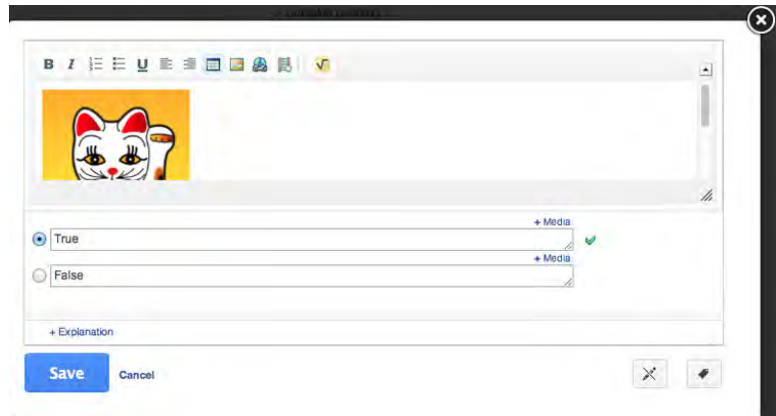 B I U
+ Media
True
+ Media
False
+ Explanation
Save Cancel